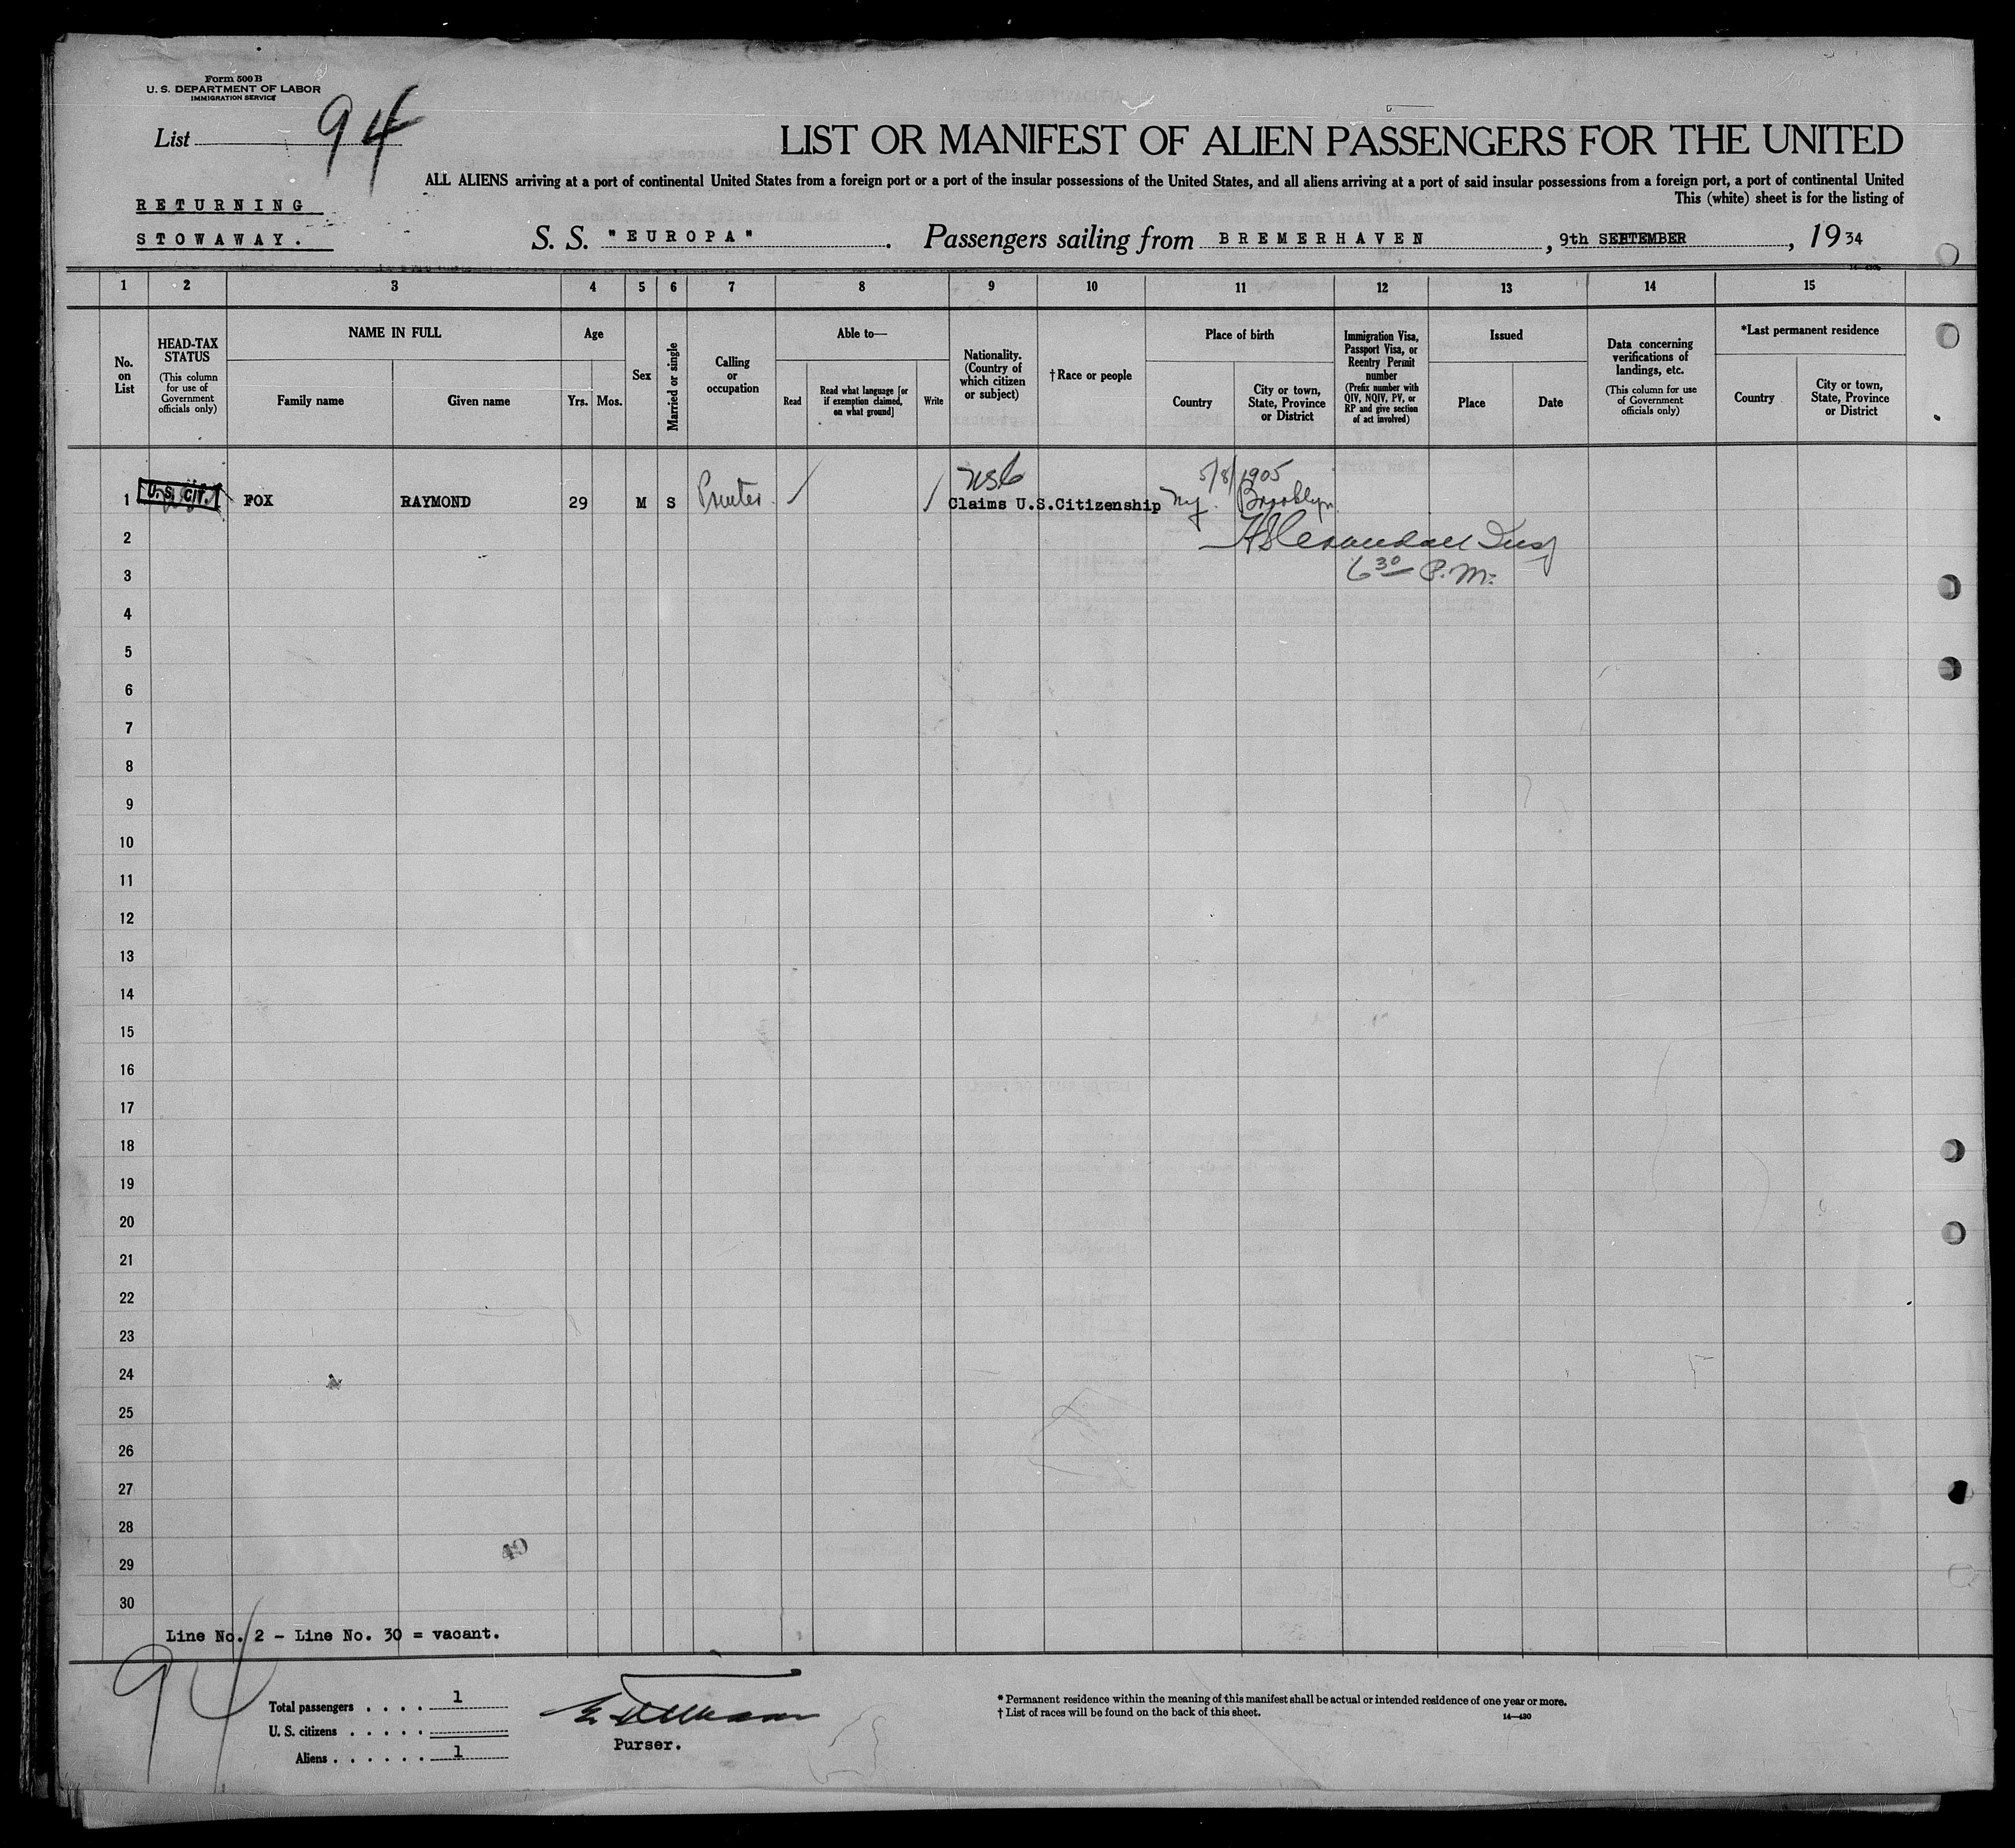 Form 500 B
U. S. DEPARTMENT OF LABOR
IMMIGRATION SERVICE
List 94
LIST OR MANIFEST OF ALIEN PASSENGERS FOR THE UNITED
ALL ALIENS arriving at a port of continental United States from a foreign port or a port of the insular possessions of the United States, and all aliens arriving at a port of said insular possessions from a foreign port, a port of continental United
This (white) sheet is for the listing of
RETURNING
STOWAWAY.
S. S. "EUROPA". Passengers sailing from BREMERHAVEN, 9th SEPTEMBER, 1934
1 2 3 4 5 6 7 8 9 10 11 12 13 14 15
No. on List
HEAD-TAX STATUS (This column for use of Government officials only)
NAME IN FULL
Family name
Given name
Age
Yrs.
Mos.
Sex
Married or single
Calling or occupation
Able to—
Read
Read what language [or if exemption claimed, on what ground]
Write
Nationality. (Country of which citizen or subject)
† Race or people
Place of birth
Country
City or town, State, Province or District
Immigration Visa, Passport Visa, or Reentry Permit number (Prefix number with QIV, NQIV, PV, or RP and give section of act involved)
Issued
Place
Date
Data concerning verifications of landings, etc. (This column for use of Government officials only)
*Last permanent residence
Country
City or town, State, Province or District
USC 5/8/1905
1 U. S. CIT. FOX RAYMOND 29 M S Printer / / Claims U.S.Citizenship Ny. Brooklyn
2 Insp
3 6 30 P. M.
4
5
6
7
8
9
10
11
12
13
14
15
16
17
18
19
20
21
22
23
24
25
26
27
28
29
30
49
Line No. 2 - Line No. 30 = vacant.
94
Total passengers . . . . 1
U. S. citizens . . . . .
Aliens . . . . . . 1
Purser.
* Permanent residence within the meaning of this manifest shall be actual or intended residence of one year or more.
† List of races will be found on the back of this sheet.
14—430